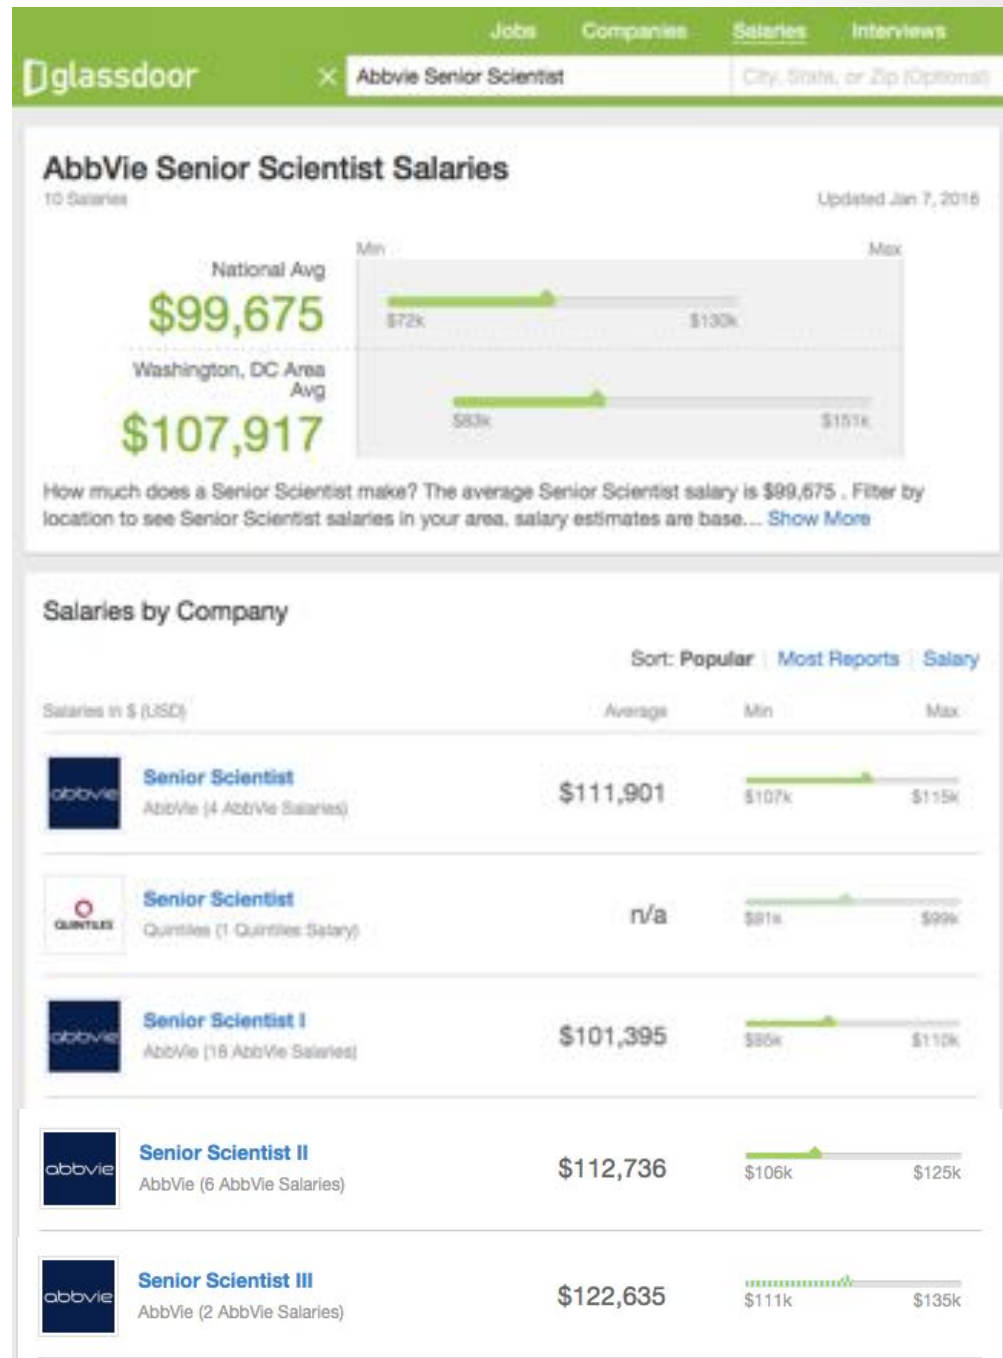 Jobs Companies Salaries Interviews
glassdoor
Abbvie Senior Scientist
City, State, or Zip (Optional)
AbbVie Senior Scientist Salaries
10 Salaries
Updated Jan 7, 2016
Min Max
National Avg
$99,675
$72k $130k
Washington, DC Area
Avg
$107,917
$83k $151k
How much does a Senior Scientist make? The average Senior Scientist salary is $99,675 . Filter by
location to see Senior Scientist salaries in your area, salary estimates are base... Show More
Salaries by Company
Sort: Popular Most Reports Salary
Salaries in $ (USD) Average Min Max
abbvie
Senior Scientist
AbbVie (4 AbbVie Salaries)
$111,901
$107k $115k
QUINTILES
Senior Scientist
Quintiles (1 Quintiles Salary)
n/a
$81k $99k
abbvie
Senior Scientist I
AbbVie (18 AbbVie Salaries)
$101,395
$110k
abbvie
Senior Scientist II
AbbVie (6 AbbVie Salaries)
$112,736
$106k $125k
abbvie
Senior Scientist III
AbbVie (2 AbbVie Salaries)
$122,635
$111k $135k